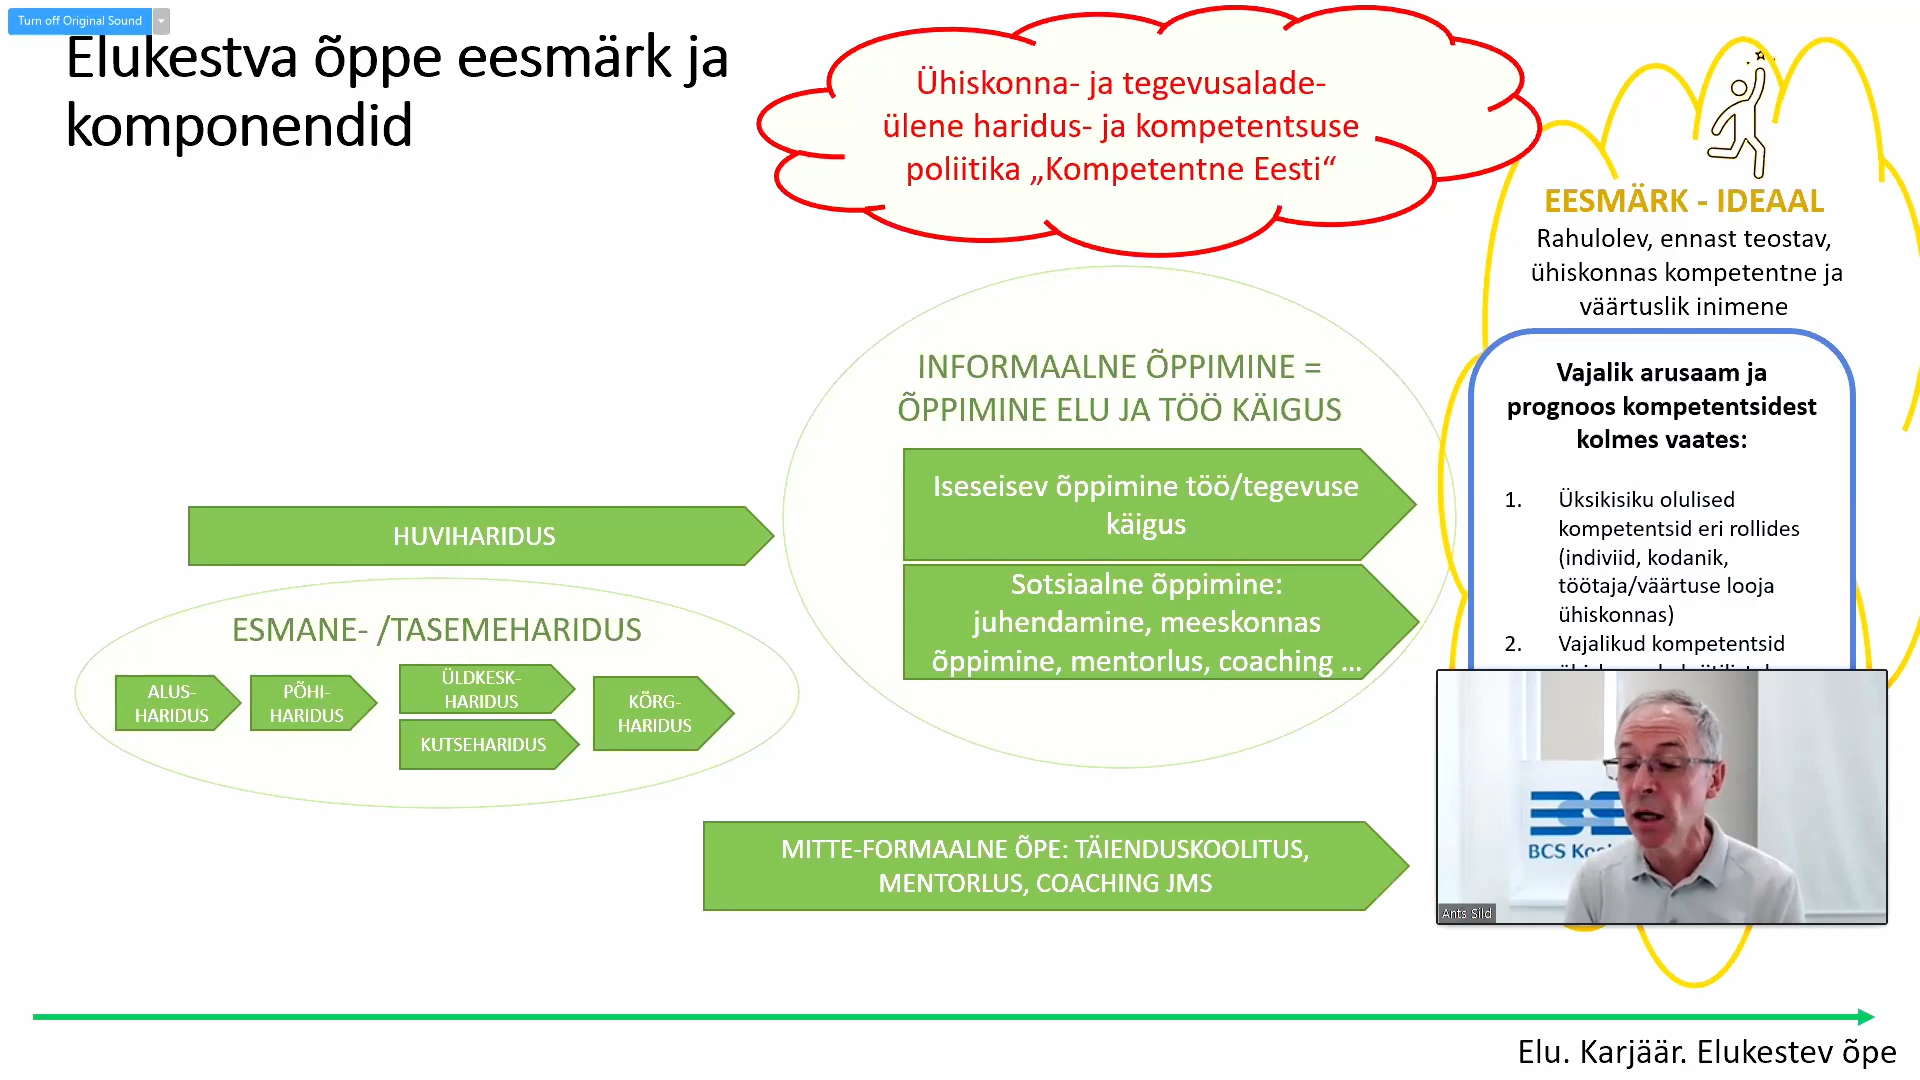 Turn off Original Sound
Elukestva õppe eesmärk ja
komponendid
Ühiskonna- ja tegevusalade-
ülene haridus- ja kompetentsuse
poliitika „Kompetentne Eesti“
EESMÄRK - IDEAAL
Rahulolev, ennast teostav,
ühiskonnas kompetentne ja
väärtuslik inimene
Vajalik arusaam ja
prognoos kompetentsidest
kolmes vaates:
1. Üksikisiku olulised
kompetentsid eri rollides
(indiviid, kodanik,
töötaja/väärtuse looja
ühiskonnas)
2. Vajalikud kompetentsid
INFORMAALNE ÕPPIMINE =
ÕPPIMINE ELU JA TÖÖ KÄIGUS
Iseseisev õppimine töö/tegevuse
käigus
Sotsiaalne õppimine:
juhendamine, meeskonnas
õppimine, mentorlus, coaching ...
HUVIHARIDUS
ESMANE- /TASEMEHARIDUS
ALUS-
HARIDUS
PÕHI-
HARIDUS
ÜLDKESK-
HARIDUS
KUTSEHARIDUS
KÕRG-
HARIDUS
MITTE-FORMAALNE ÕPE: TÄIENDUSKOOLITUS,
MENTORLUS, COACHING JMS
BCS
Ants Sild
Elu. Karjäär. Elukestev õpe